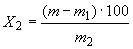 X₂ = (m − m₁) · 100 / m₂